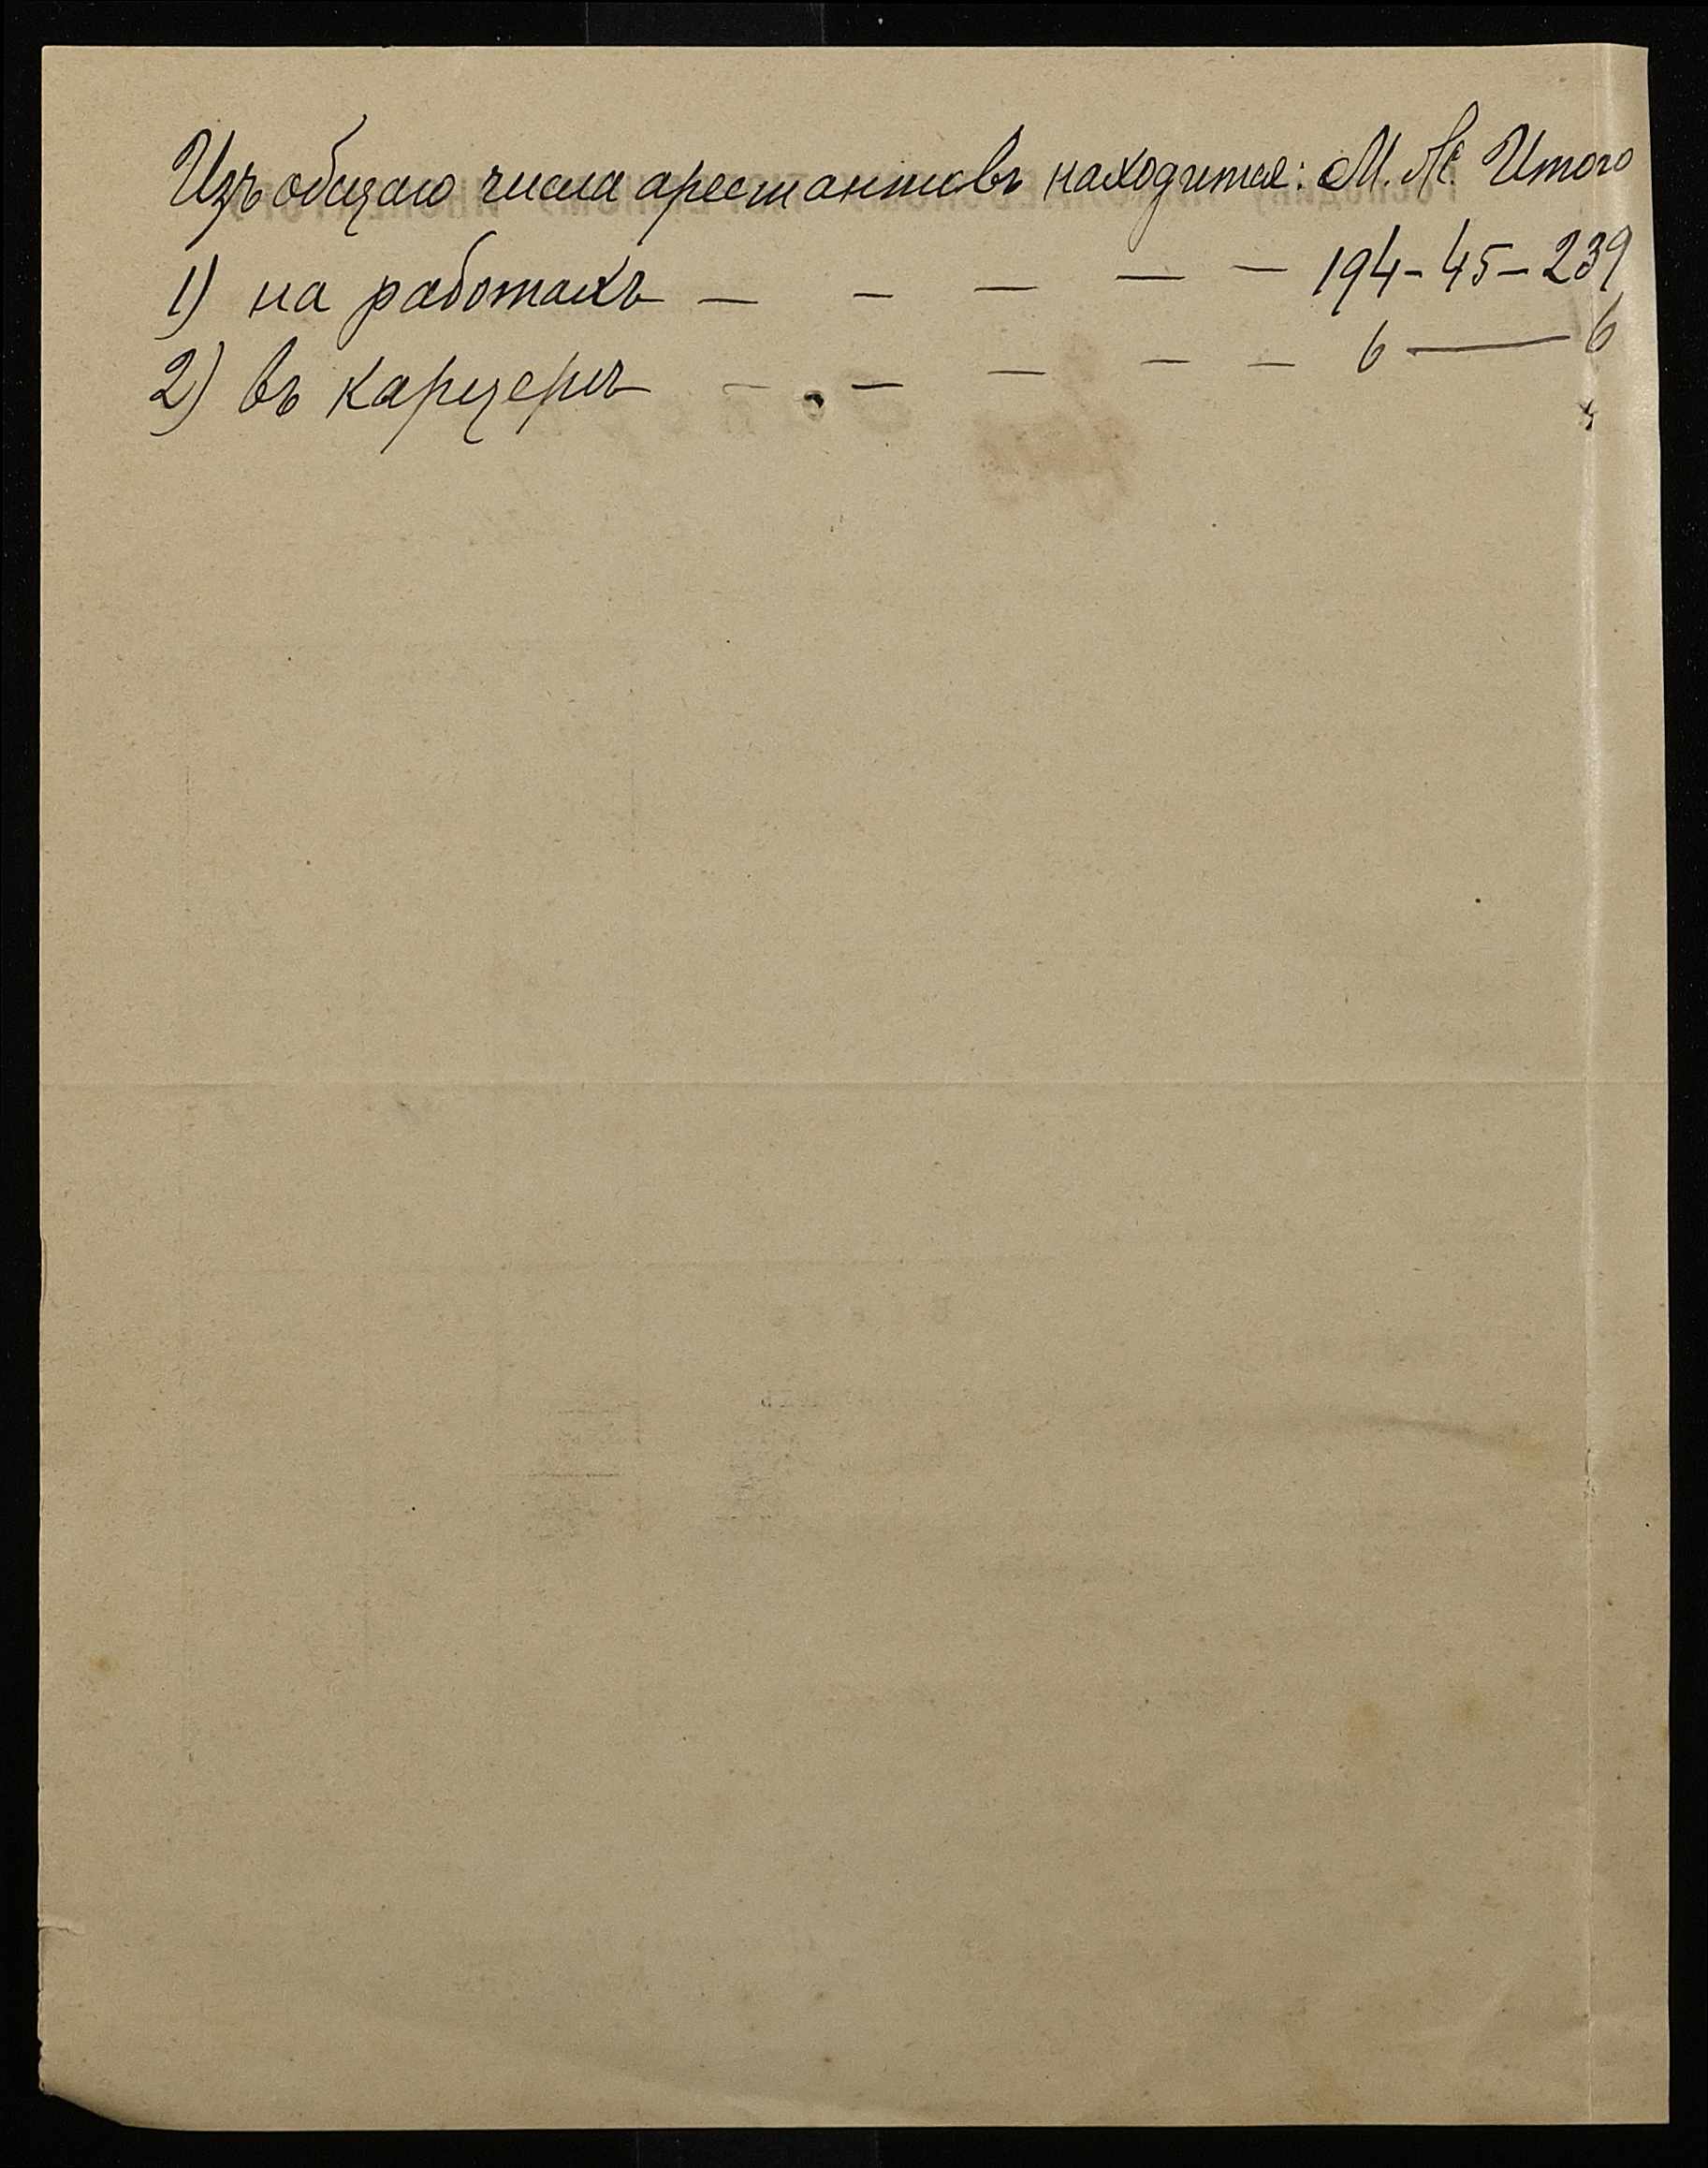 Изъ общаго числа арестантовъ находится: М. Ж. Итого
1) на работахъ — — — — — 194 - 45 - 239
2) въ карцерѣ — — — — — 6 — 6